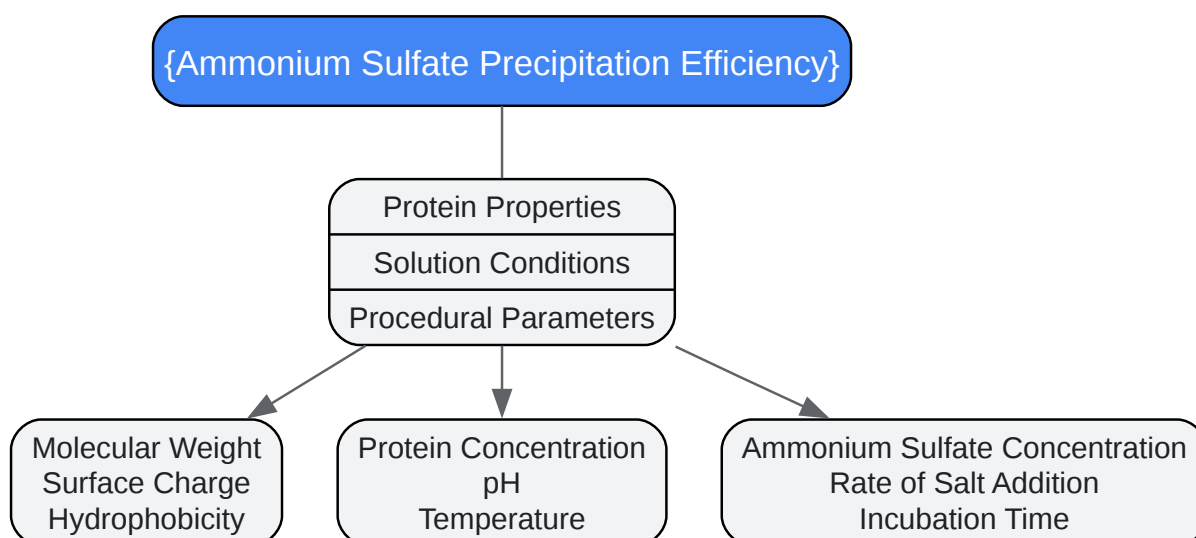 {Ammonium Sulfate Precipitation Efficiency}
Protein Properties
Solution Conditions
Procedural Parameters
Molecular Weight
Surface Charge
Hydrophobicity
Protein Concentration
pH
Temperature
Ammonium Sulfate Concentration
Rate of Salt Addition
Incubation Time